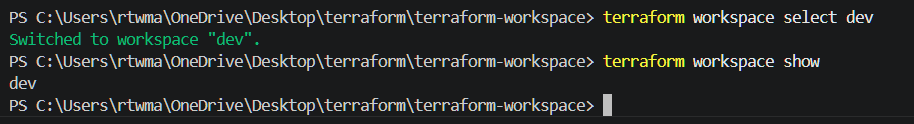 PS C:\Users\rtwma\OneDrive\Desktop\terraform\terraform-workspace> terraform workspace select dev
Switched to workspace "dev".
PS C:\Users\rtwma\OneDrive\Desktop\terraform\terraform-workspace> terraform workspace show
dev
PS C:\Users\rtwma\OneDrive\Desktop\terraform\terraform-workspace>